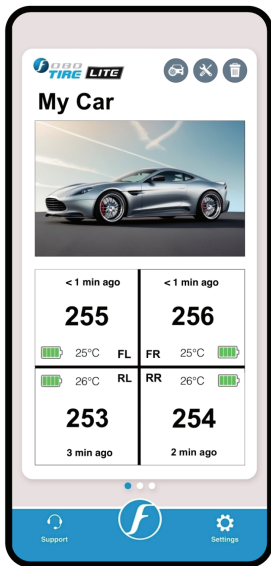 FOBO
TIRE LITE
My Car
< 1 min ago
< 1 min ago
255
256
25°C FL
FR 25°C
26°C RL
RR 26°C
253
254
3 min ago
2 min ago
Support
Settings